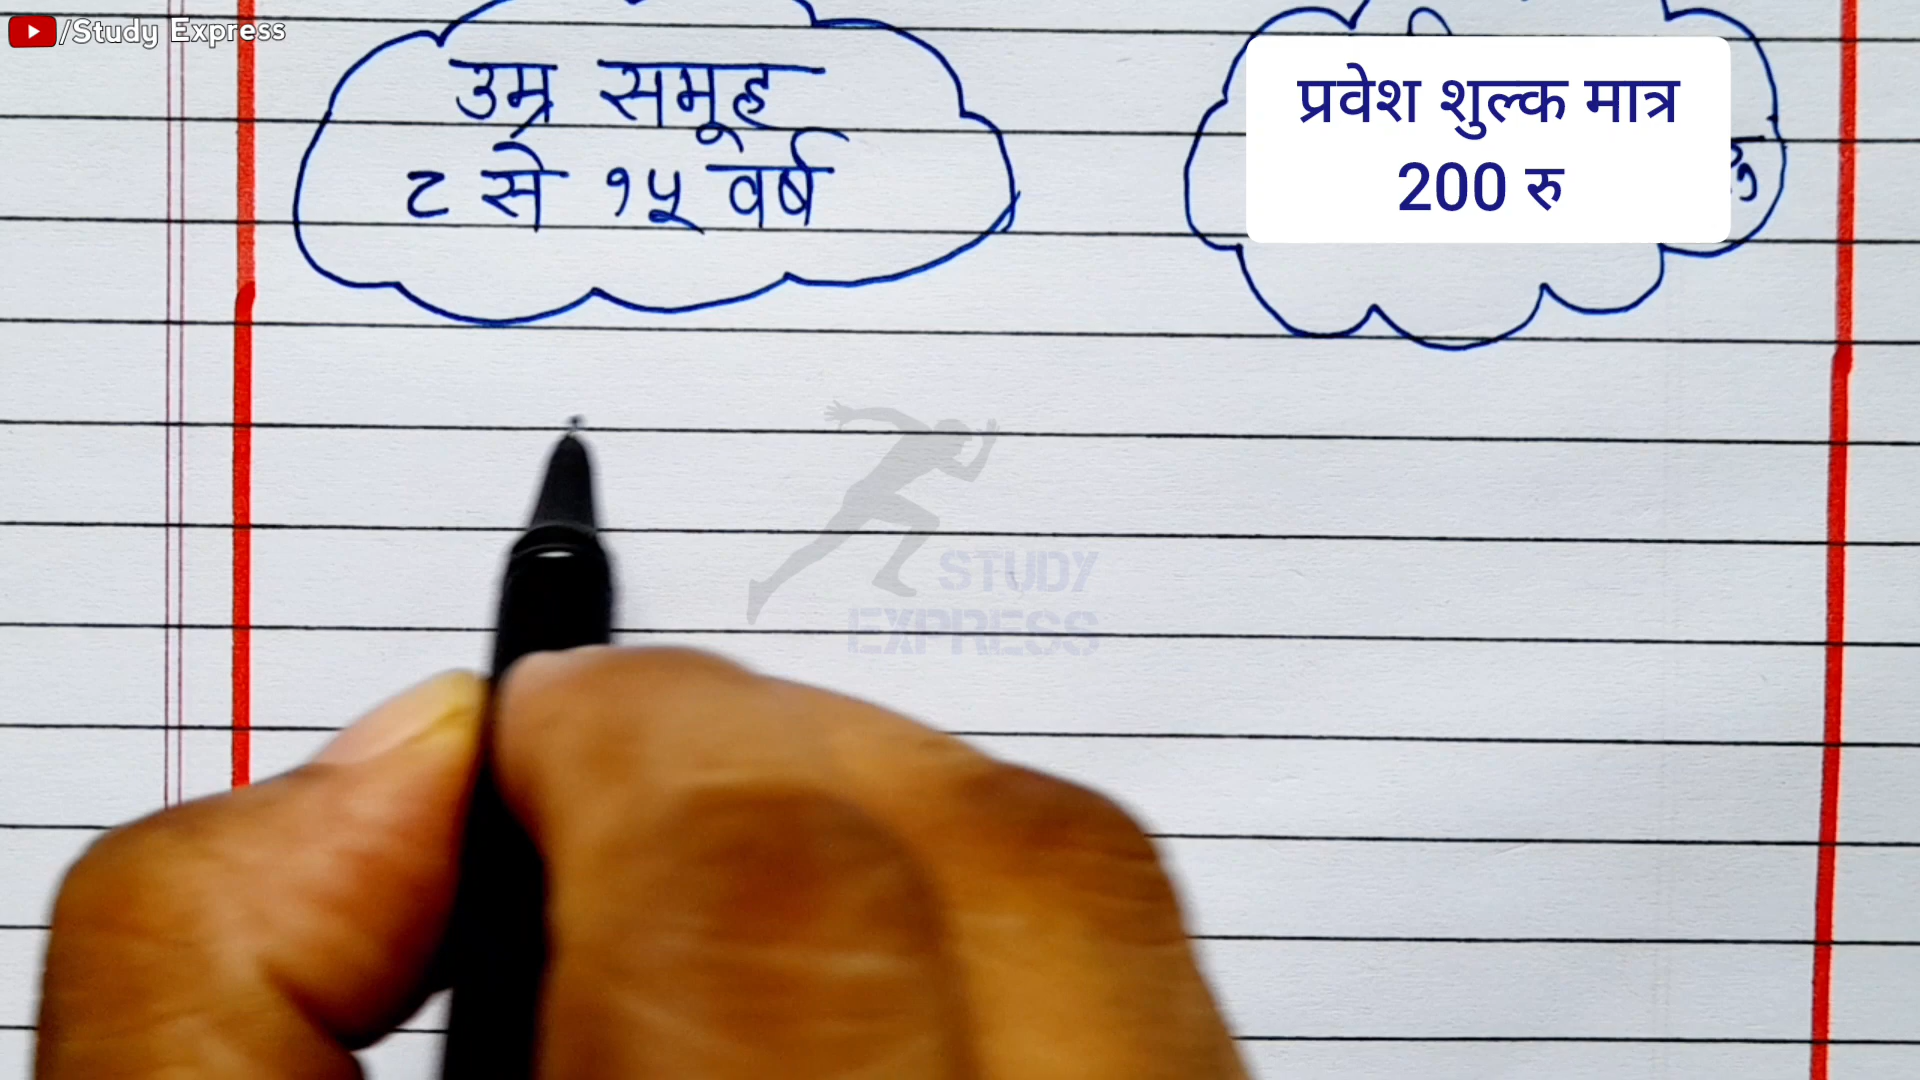 /Study Express
उम्र समूह
८ से १५ वर्ष
प्रवेश शुल्क मात्र
200 रु
STUDY
EXPRESS